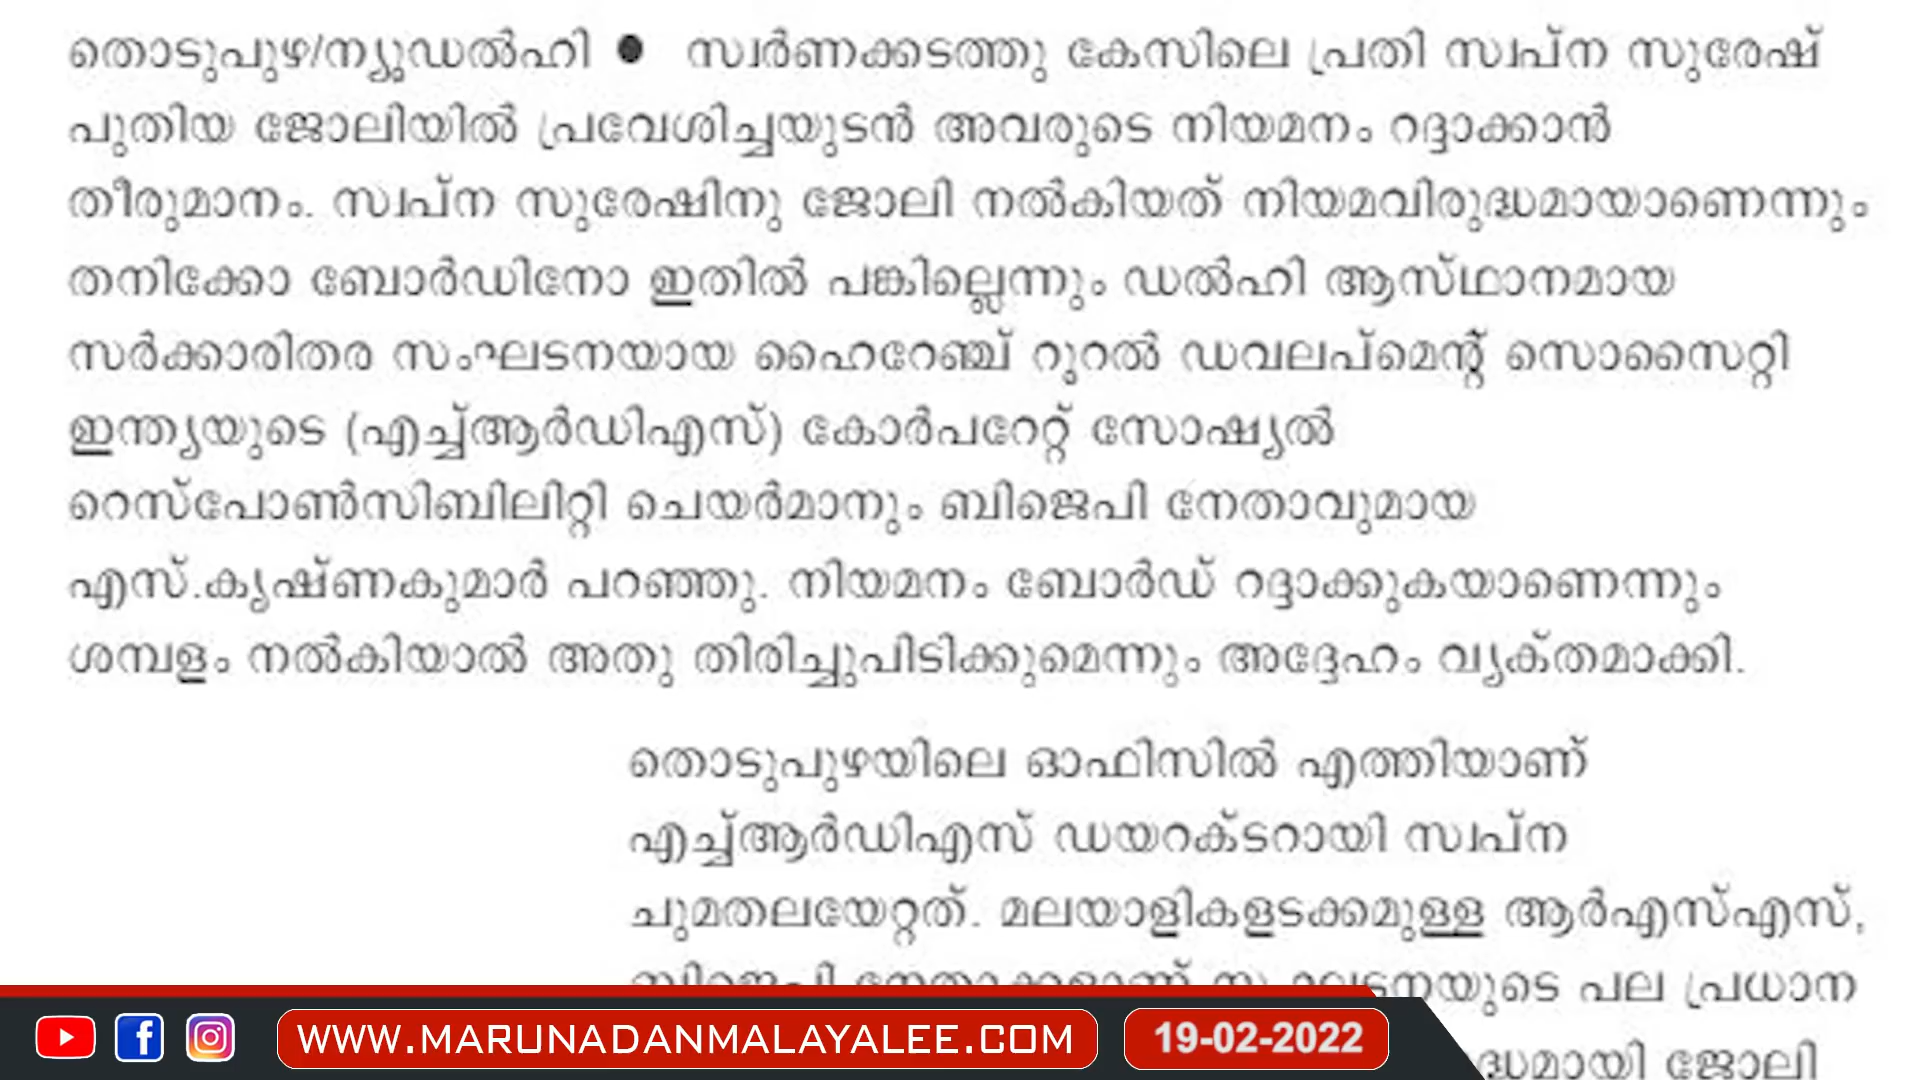 തൊടുപുഴ/ന്യൂഡൽഹി ● സ്വർണക്കടത്തു കേസിലെ പ്രതി സ്വപ്ന സുരേഷ്
പുതിയ ജോലിയിൽ പ്രവേശിച്ചയുടൻ അവരുടെ നിയമനം റദ്ദാക്കാൻ
തീരുമാനം. സ്വപ്ന സുരേഷിനു ജോലി നൽകിയത് നിയമവിരുദ്ധമായാണെന്നും
തനിക്കോ ബോർഡിനോ ഇതിൽ പങ്കില്ലെന്നും ഡൽഹി ആസ്ഥാനമായ
സർക്കാരിതര സംഘടനയായ ഹൈറേഞ്ച് റൂറൽ ഡവലപ്മെന്റ് സൊസൈറ്റി
ഇന്ത്യയുടെ (എച്ച്ആർഡിഎസ്) കോർപറേറ്റ് സോഷ്യൽ
റെസ്പോൺസിബിലിറ്റി ചെയർമാനും ബിജെപി നേതാവുമായ
എസ്.കൃഷ്ണകുമാർ പറഞ്ഞു. നിയമനം ബോർഡ് റദ്ദാക്കുകയാണെന്നും
ശമ്പളം നൽകിയാൽ അതു തിരിച്ചുപിടിക്കുമെന്നും അദ്ദേഹം വ്യക്തമാക്കി.
തൊടുപുഴയിലെ ഓഫിസിൽ എത്തിയാണ്
എച്ച്ആർഡിഎസ് ഡയറക്ടറായി സ്വപ്ന
ചുമതലയേറ്റത്. മലയാളികളടക്കമുള്ള ആർഎസ്എസ്,
ബിജെപി നേതാക്കളാണ് സംഘടനയുടെ പല പ്രധാന
ജോലി
WWW.MARUNADANMALAYALEE.COM
19-02-2022